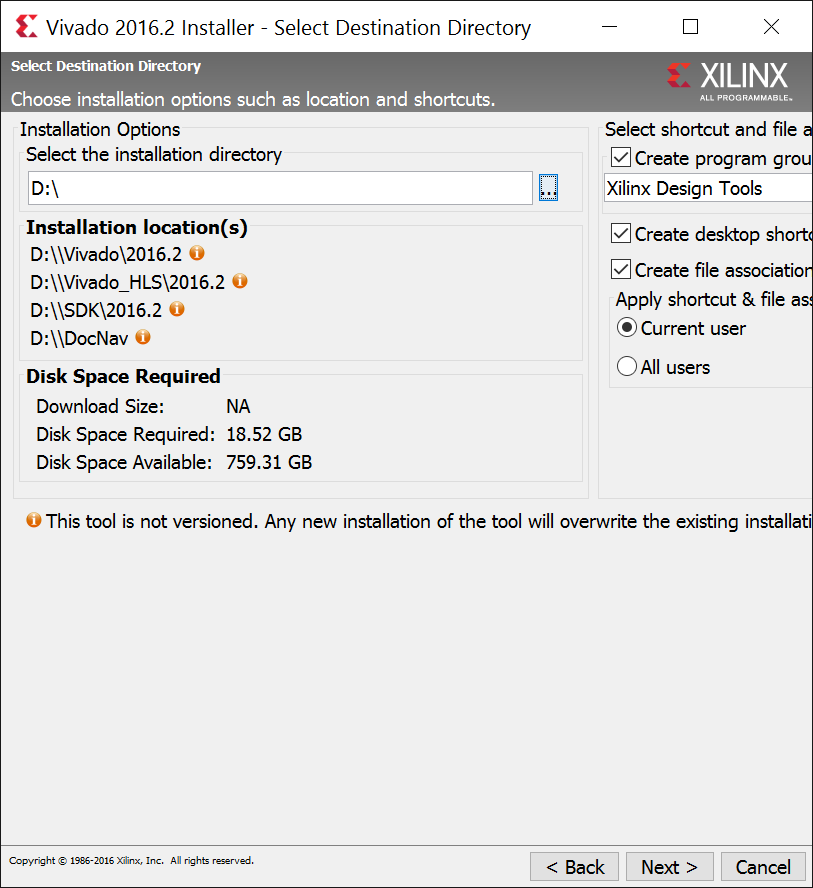 Vivado 2016.2 Installer - Select Destination Directory
Select Destination Directory
Choose installation options such as location and shortcuts.
XILINX
ALL PROGRAMMABLE™
Installation Options
Select the installation directory
D:\
...
Installation location(s)
D:\\Vivado\2016.2
D:\\Vivado_HLS\2016.2
D:\\SDK\2016.2
D:\\DocNav
Disk Space Required
Download Size: NA
Disk Space Required: 18.52 GB
Disk Space Available: 759.31 GB
Select shortcut and file a
Create program grou
Xilinx Design Tools
Create desktop shortc
Create file association
Apply shortcut & file ass
Current user
All users
This tool is not versioned. Any new installation of the tool will overwrite the existing installati
Copyright © 1986-2016 Xilinx, Inc. All rights reserved.
< Back
Next >
Cancel